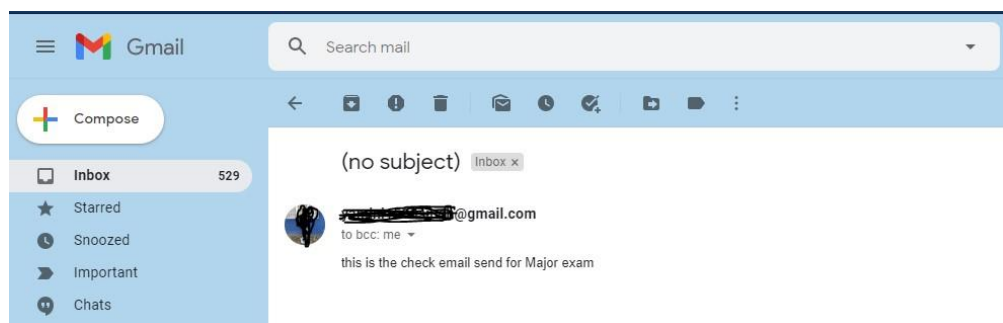 Gmail
Search mail
Compose
(no subject) Inbox x
Inbox 529
@gmail.com
Starred
to bcc: me
Snoozed
this is the check email send for Major exam
Important
Chats